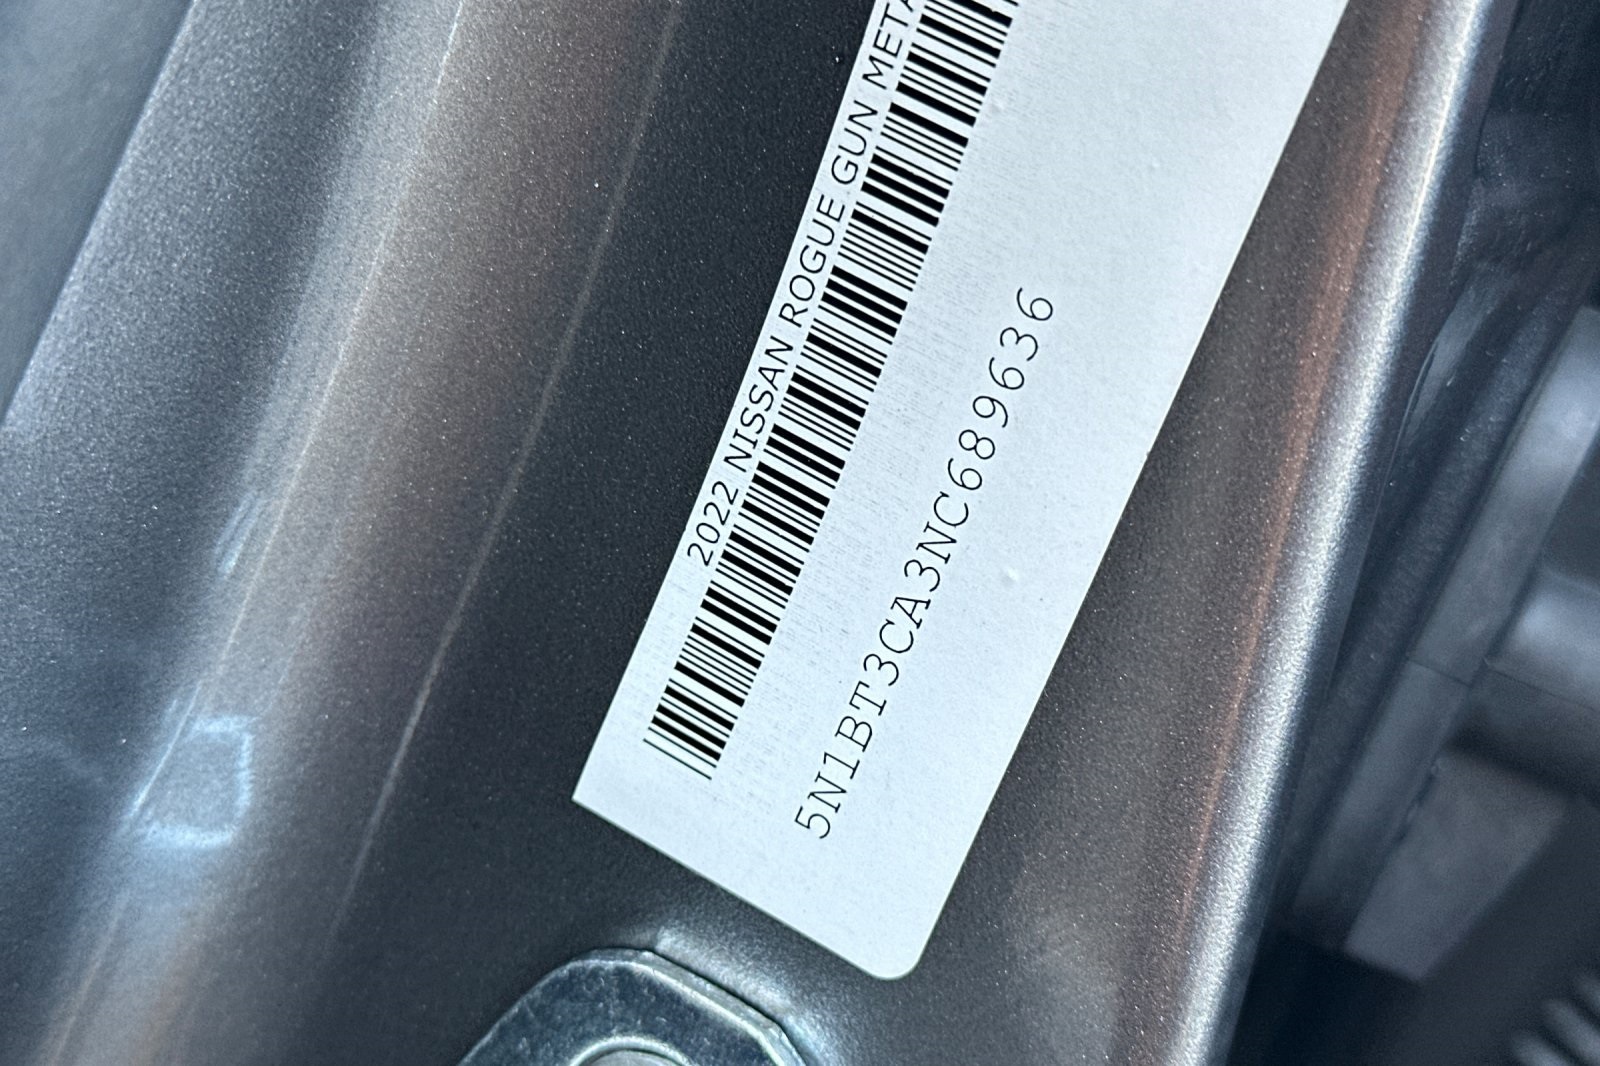 2022 NISSAN ROGUE GUN META
5N1BT3CA3NC689636